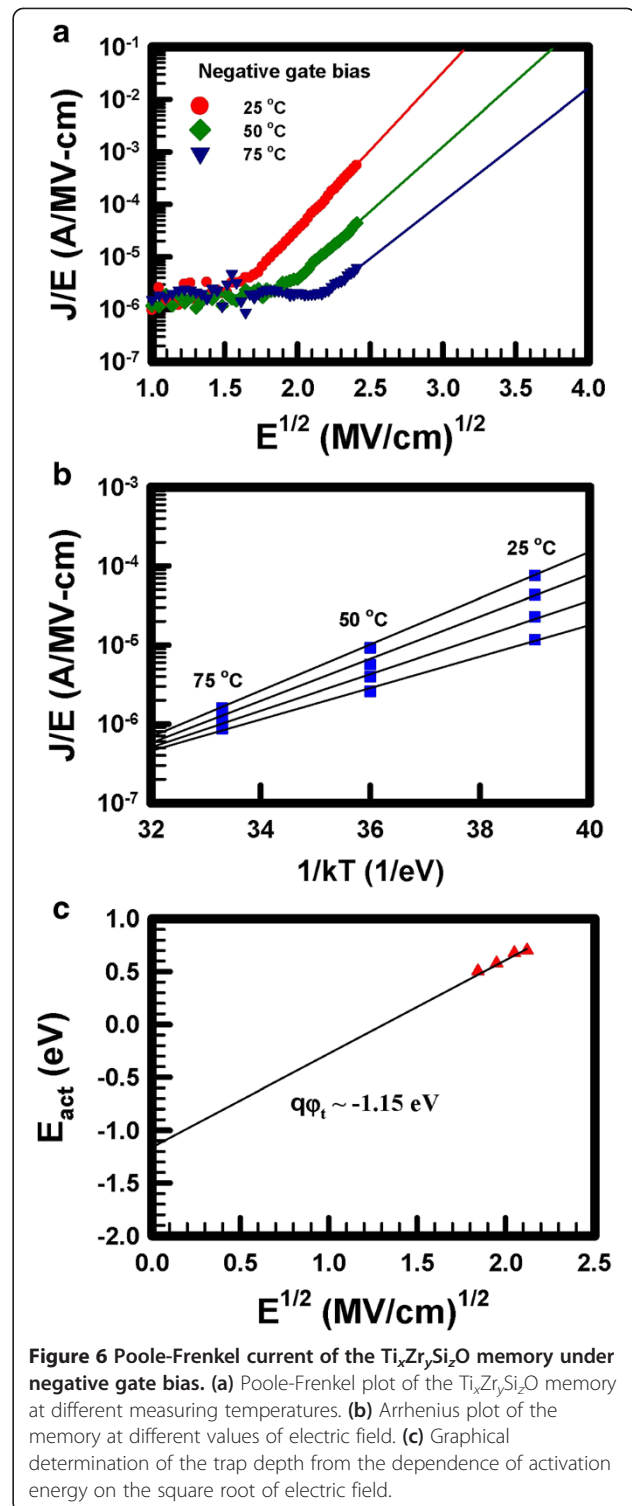 a
10⁻¹
10⁻²
10⁻³
10⁻⁴
10⁻⁵
10⁻⁶
10⁻⁷
J/E (A/MV-cm)
Negative gate bias
25 °C
50 °C
75 °C
1.0 1.5 2.0 2.5 3.0 3.5 4.0
E^1/2 (MV/cm)^1/2
b
10⁻³
10⁻⁴
10⁻⁵
10⁻⁶
10⁻⁷
J/E (A/MV-cm)
75 °C
50 °C
25 °C
32 34 36 38 40
1/kT (1/eV)
c
1.0
0.5
0.0
-0.5
-1.0
-1.5
-2.0
E_act (eV)
qφ_t ~ -1.15 eV
0.0 0.5 1.0 1.5 2.0 2.5
E^1/2 (MV/cm)^1/2
Figure 6 Poole-Frenkel current of the Ti_xZr_ySi_zO memory under
negative gate bias. (a) Poole-Frenkel plot of the Ti_xZr_ySi_zO memory
at different measuring temperatures. (b) Arrhenius plot of the
memory at different values of electric field. (c) Graphical
determination of the trap depth from the dependence of activation
energy on the square root of electric field.